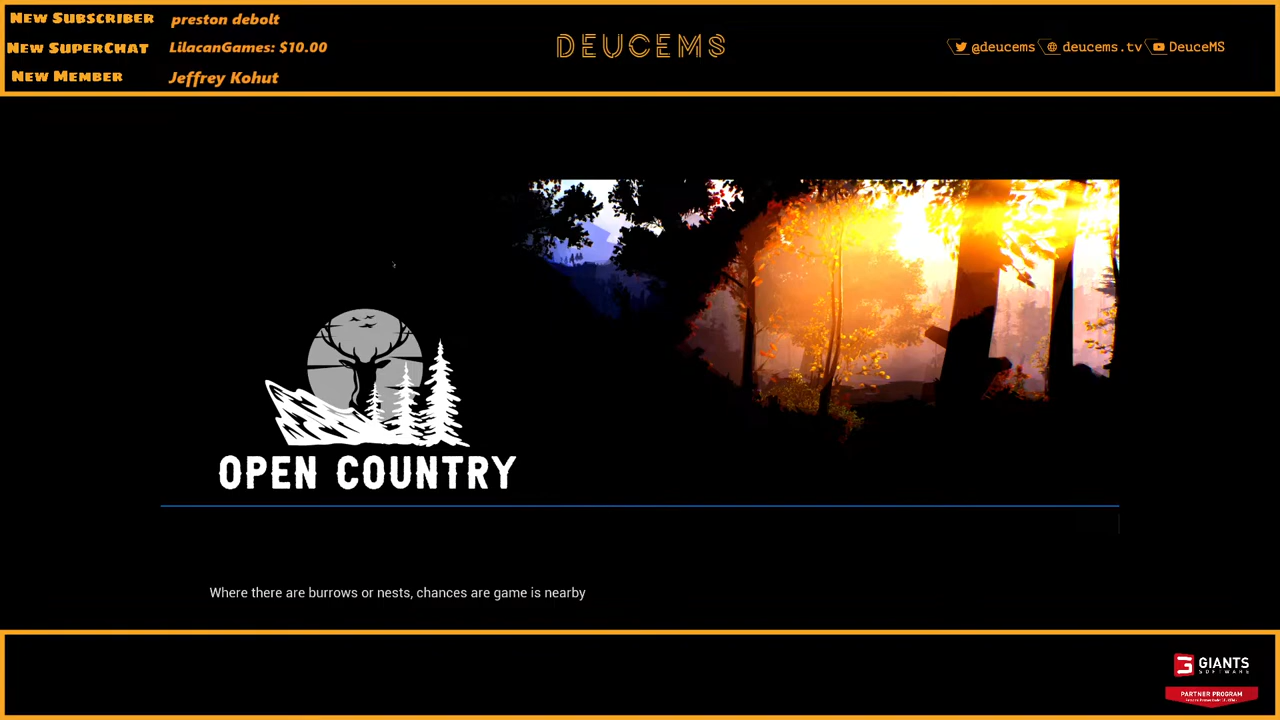 New Subscriber preston debolt
New SuperChat LilacanGames: $10.00
New Member Jeffrey Kohut
DEUCEMS
@deucems deucems.tv DeuceMS
OPEN COUNTRY
Where there are burrows or nests, chances are game is nearby
GIANTS
SOFTWARE
PARTNER PROGRAM